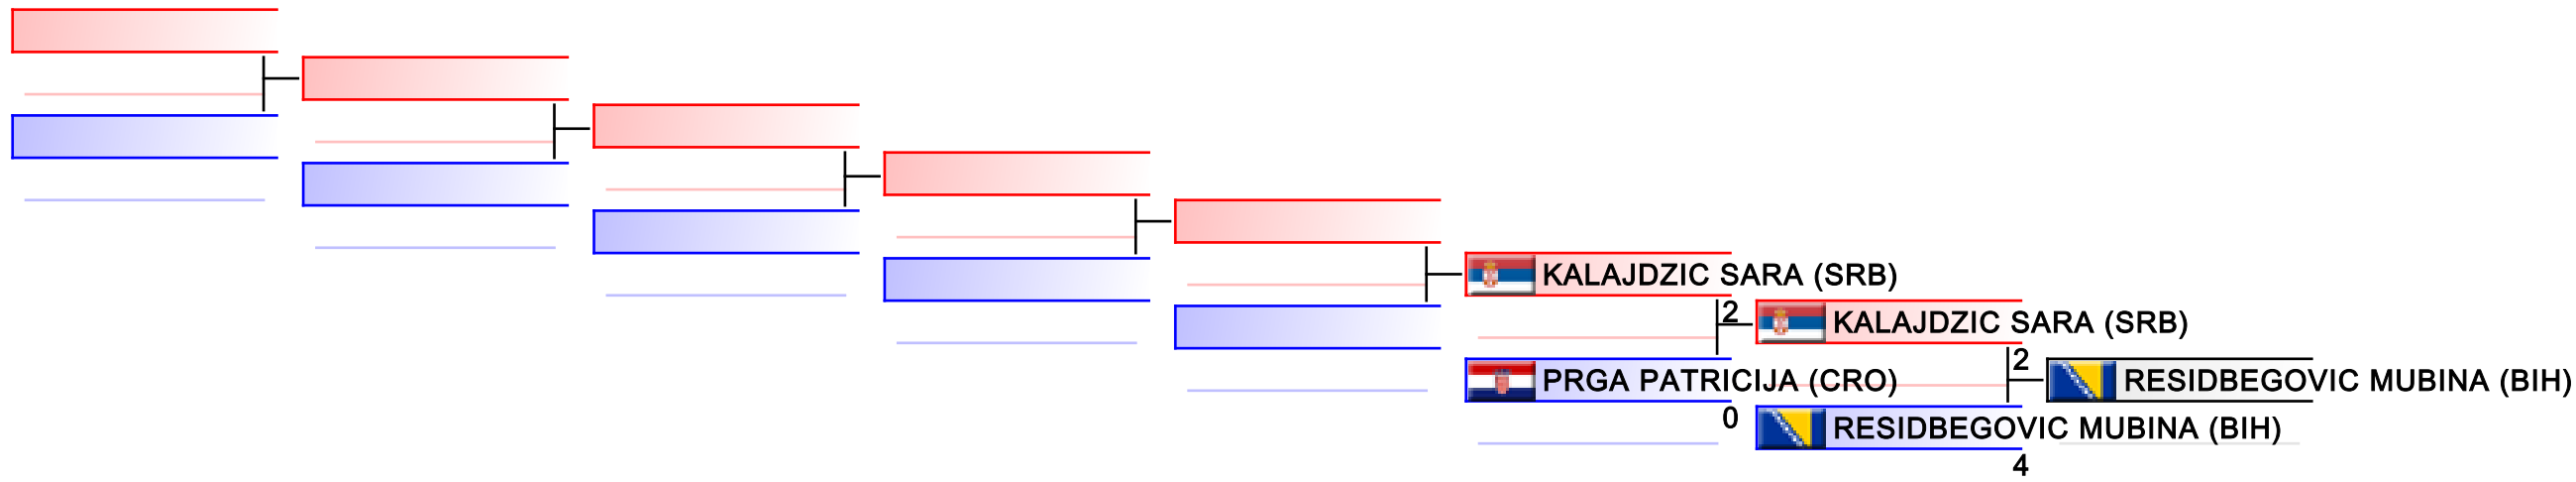 KALAJDZIC SARA (SRB)
2
KALAJDZIC SARA (SRB)
2
PRGA PATRICIJA (CRO)
RESIDBEGOVIC MUBINA (BIH)
0
RESIDBEGOVIC MUBINA (BIH)
4